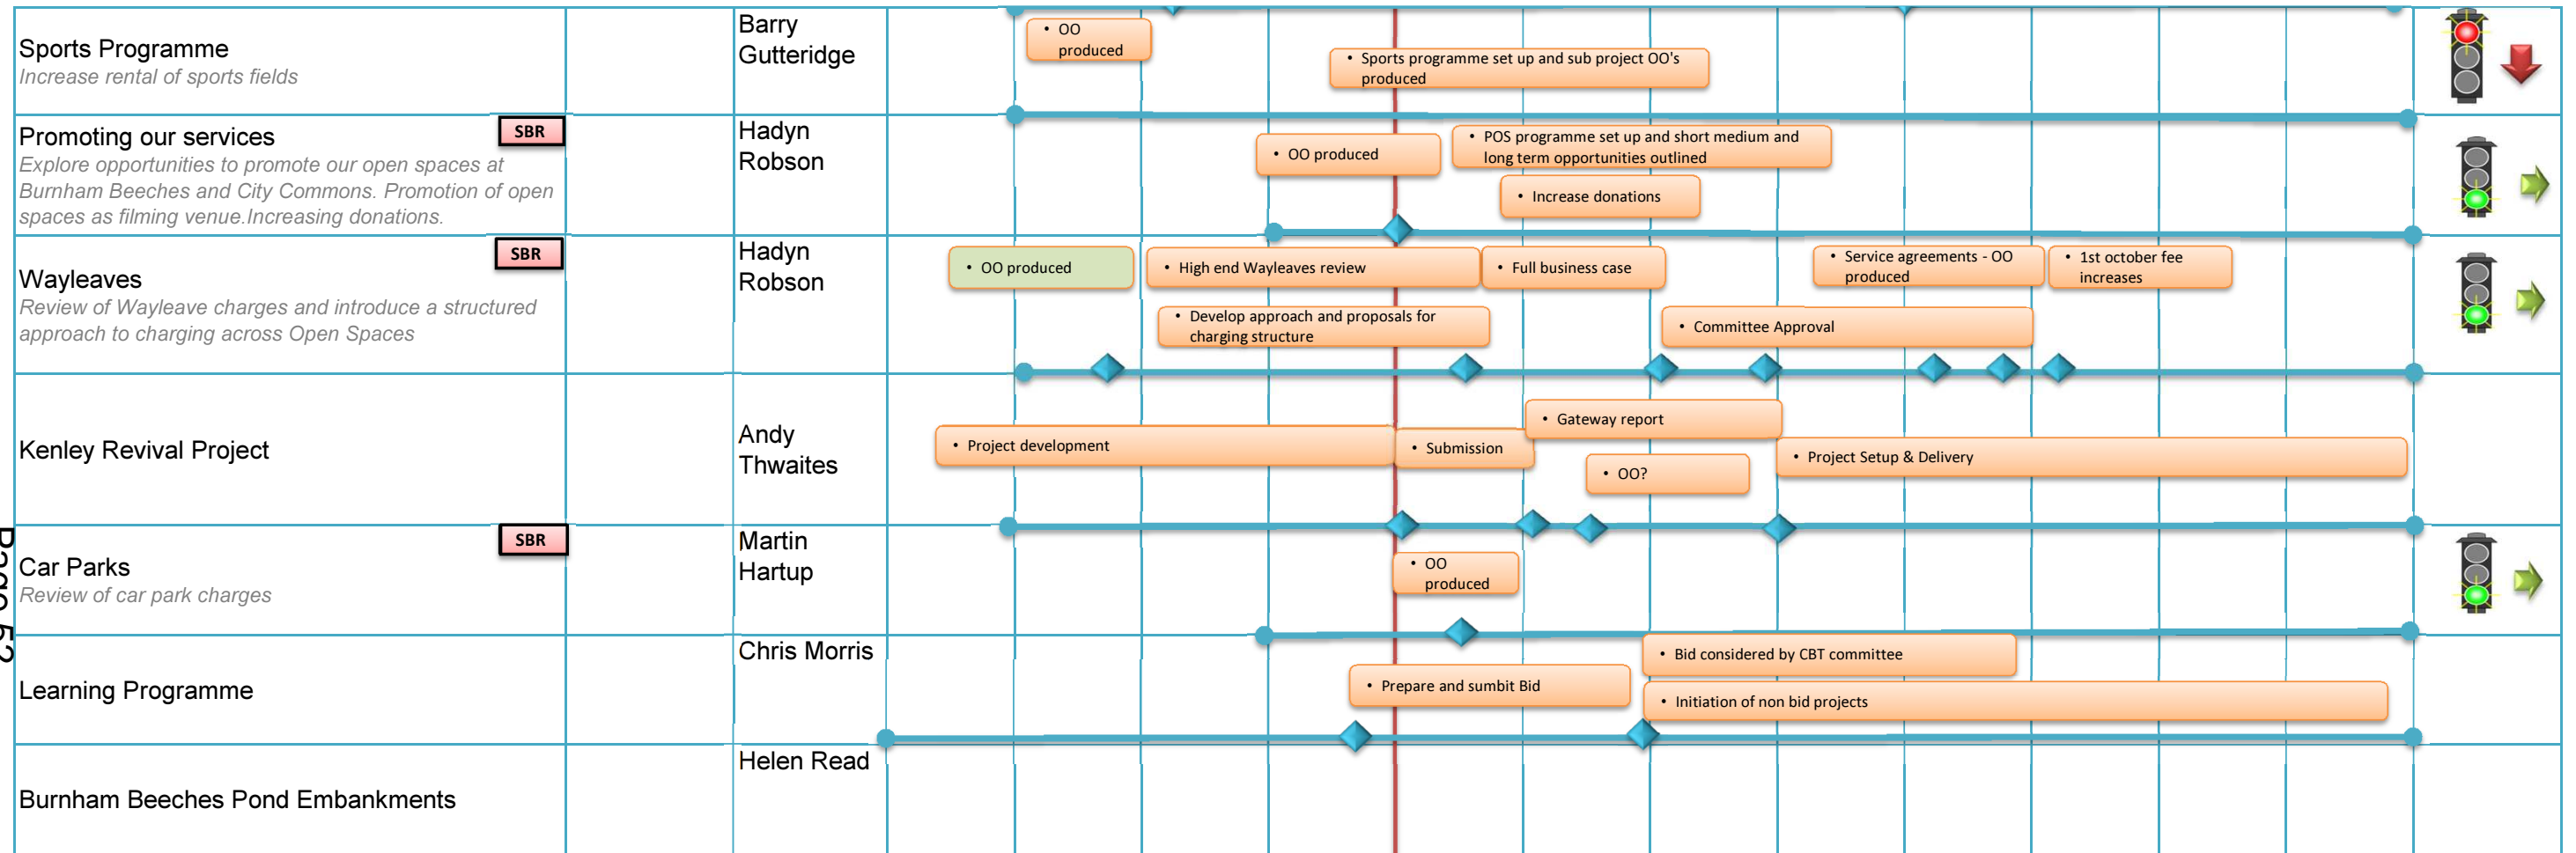 Sports Programme
Increase rental of sports fields
Barry
Gutteridge
• OO
produced
• Sports programme set up and sub project OO's
produced
Promoting our services
SBR
Explore opportunities to promote our open spaces at
Burnham Beeches and City Commons. Promotion of open
spaces as filming venue.Increasing donations.
Hadyn
Robson
• OO produced
• POS programme set up and short medium and
long term opportunities outlined
• Increase donations
SBR
Wayleaves
Review of Wayleave charges and introduce a structured
approach to charging across Open Spaces
Hadyn
Robson
• OO produced
• High end Wayleaves review
• Full business case
• Service agreements - OO
produced
• 1st october fee
increases
• Develop approach and proposals for
charging structure
• Committee Approval
Kenley Revival Project
Andy
Thwaites
• Project development
• Submission
• Gateway report
• OO?
• Project Setup & Delivery
SBR
Car Parks
Review of car park charges
Martin
Hartup
• OO
produced
Learning Programme
Chris Morris
• Prepare and sumbit Bid
• Bid considered by CBT committee
• Initiation of non bid projects
Burnham Beeches Pond Embankments
Helen Read